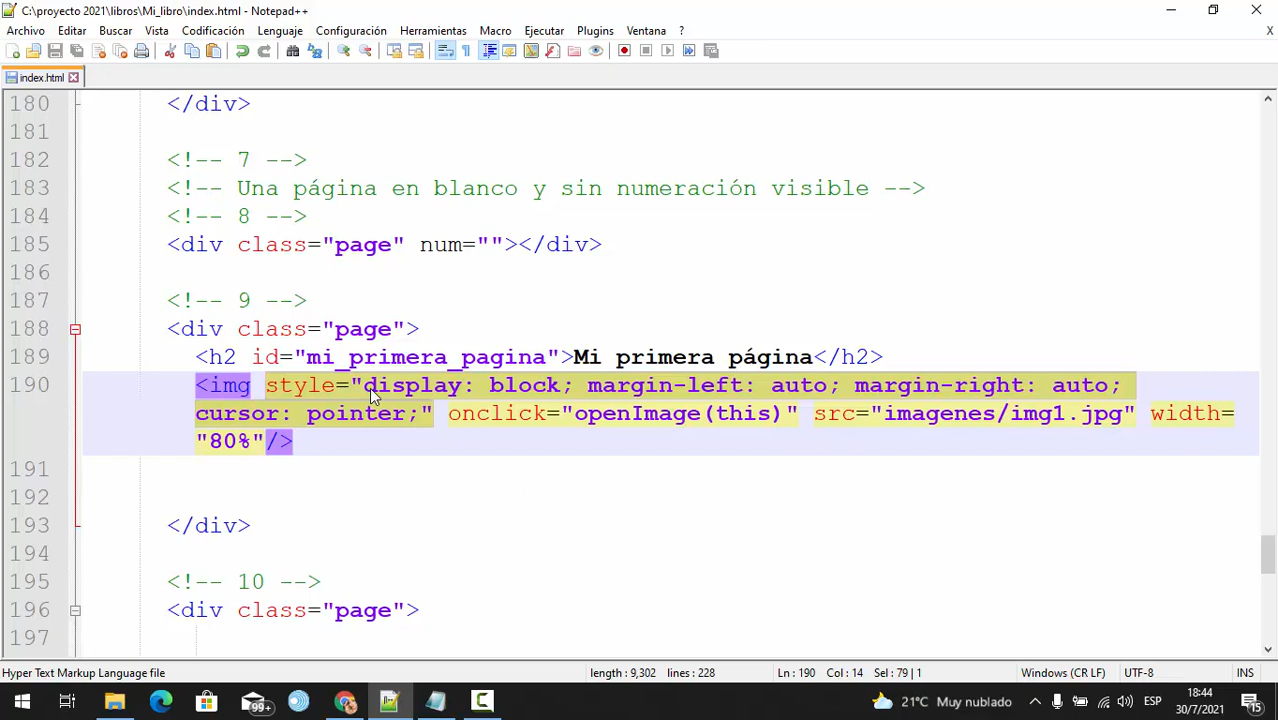 C:\proyecto 2021\libros\Mi_libro\index.html - Notepad++
Archivo Editar Buscar Vista Codificación Lenguaje Configuración Herramientas Macro Ejecutar Plugins Ventana ? X
index.html
180 </div>
181
182 <!-- 7 -->
183 <!-- Una página en blanco y sin numeración visible -->
184 <!-- 8 -->
185 <div class="page" num=""></div>
186
187 <!-- 9 -->
188 <div class="page">
189 <h2 id="mi_primera_pagina">Mi primera página</h2>
190 <img style="display: block; margin-left: auto; margin-right: auto;
cursor: pointer;" onclick="openImage(this)" src="imagenes/img1.jpg" width=
"80%"/>
191
192
193 </div>
194
195 <!-- 10 -->
196 <div class="page">
197
Hyper Text Markup Language file length : 9,302 lines : 228 Ln : 190 Col : 14 Sel : 79 | 1 Windows (CR LF) UTF-8 INS
99+ 21°C Muy nublado ESP 18:44
30/7/2021 15